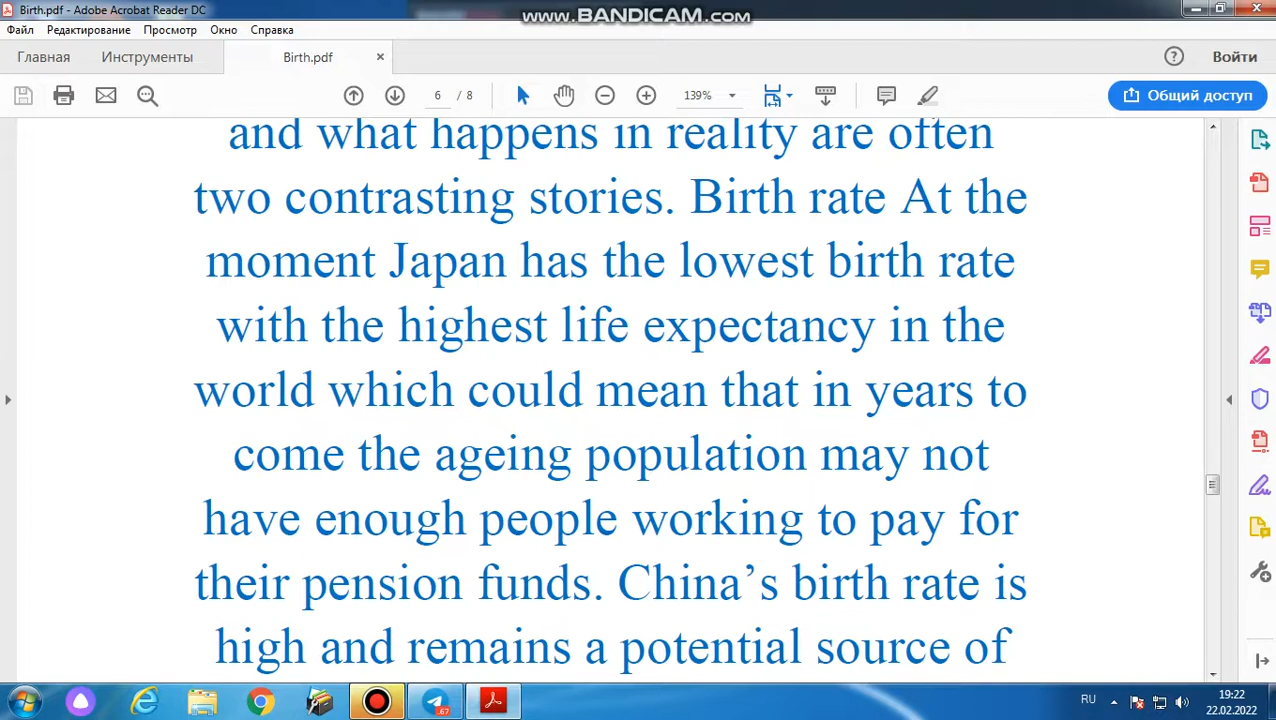 Birth.pdf - Adobe Acrobat Reader DC
www.BANDICAM.com
Файл Редактирование Просмотр Окно Справка
Главная Инструменты Birth.pdf × Войти
6 / 8 139% Общий доступ
and what happens in reality are often
two contrasting stories. Birth rate At the
moment Japan has the lowest birth rate
with the highest life expectancy in the
world which could mean that in years to
come the ageing population may not
have enough people working to pay for
their pension funds. China’s birth rate is
high and remains a potential source of
67 RU 19:22
22.02.2022